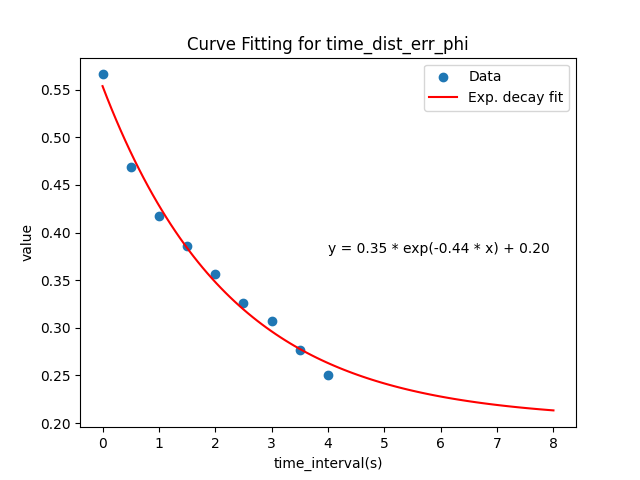 Curve Fitting for time_dist_err_phi
Data
Exp. decay fit
0.55
0.50
0.45
0.40
0.35
0.30
0.25
0.20
value
y = 0.35 * exp(-0.44 * x) + 0.20
0 1 2 3 4 5 6 7 8
time_interval(s)